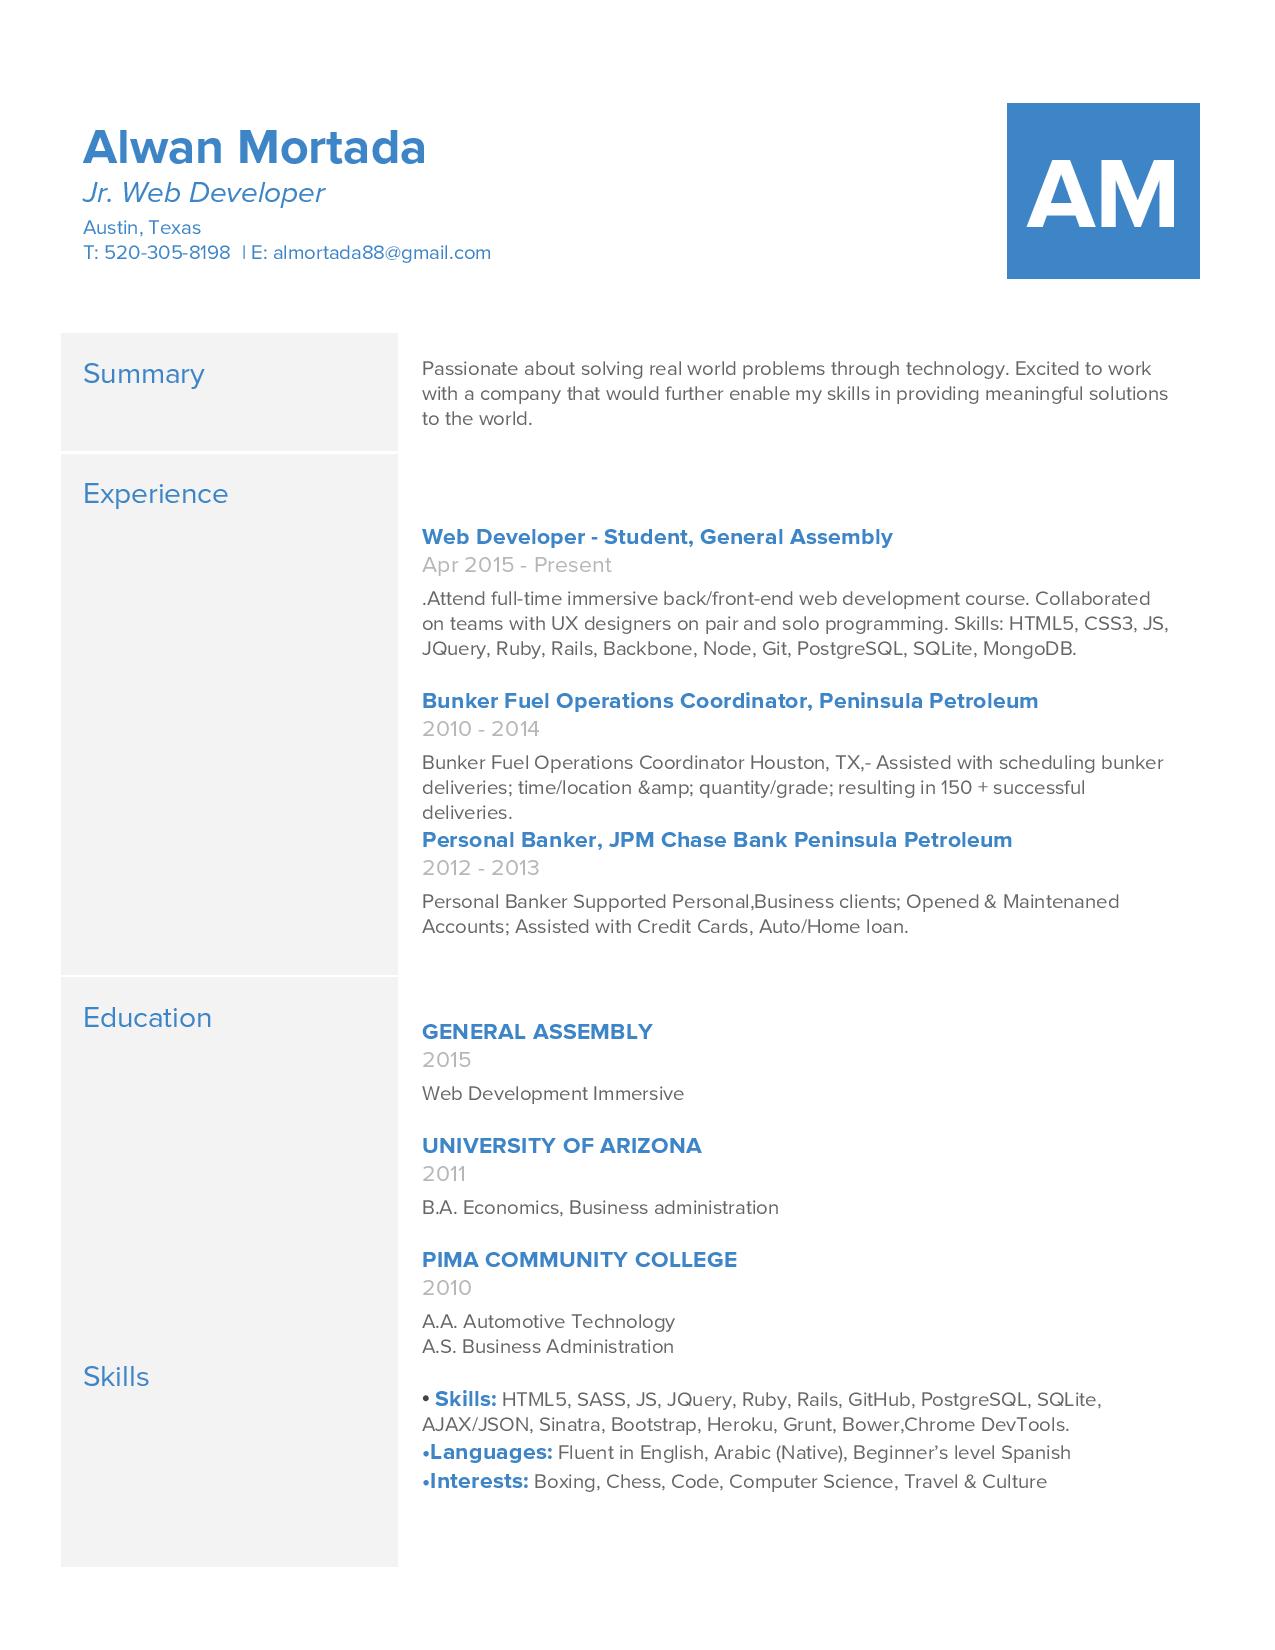 Alwan Mortada
Jr. Web Developer
Austin, Texas
T: 520-305-8198 | E: almortada88@gmail.com
AM
Summary
Passionate about solving real world problems through technology. Excited to work
with a company that would further enable my skills in providing meaningful solutions
to the world.
Experience
Web Developer - Student, General Assembly
Apr 2015 - Present
.Attend full-time immersive back/front-end web development course. Collaborated
on teams with UX designers on pair and solo programming. Skills: HTML5, CSS3, JS,
JQuery, Ruby, Rails, Backbone, Node, Git, PostgreSQL, SQLite, MongoDB.
Bunker Fuel Operations Coordinator, Peninsula Petroleum
2010 - 2014
Bunker Fuel Operations Coordinator Houston, TX,- Assisted with scheduling bunker
deliveries; time/location &amp; quantity/grade; resulting in 150 + successful
deliveries.
Personal Banker, JPM Chase Bank Peninsula Petroleum
2012 - 2013
Personal Banker Supported Personal,Business clients; Opened & Maintenaned
Accounts; Assisted with Credit Cards, Auto/Home loan.
Education
GENERAL ASSEMBLY
2015
Web Development Immersive
UNIVERSITY OF ARIZONA
2011
B.A. Economics, Business administration
PIMA COMMUNITY COLLEGE
2010
A.A. Automotive Technology
A.S. Business Administration
Skills
• Skills: HTML5, SASS, JS, JQuery, Ruby, Rails, GitHub, PostgreSQL, SQLite,
AJAX/JSON, Sinatra, Bootstrap, Heroku, Grunt, Bower,Chrome DevTools.
•Languages: Fluent in English, Arabic (Native), Beginner’s level Spanish
•Interests: Boxing, Chess, Code, Computer Science, Travel & Culture